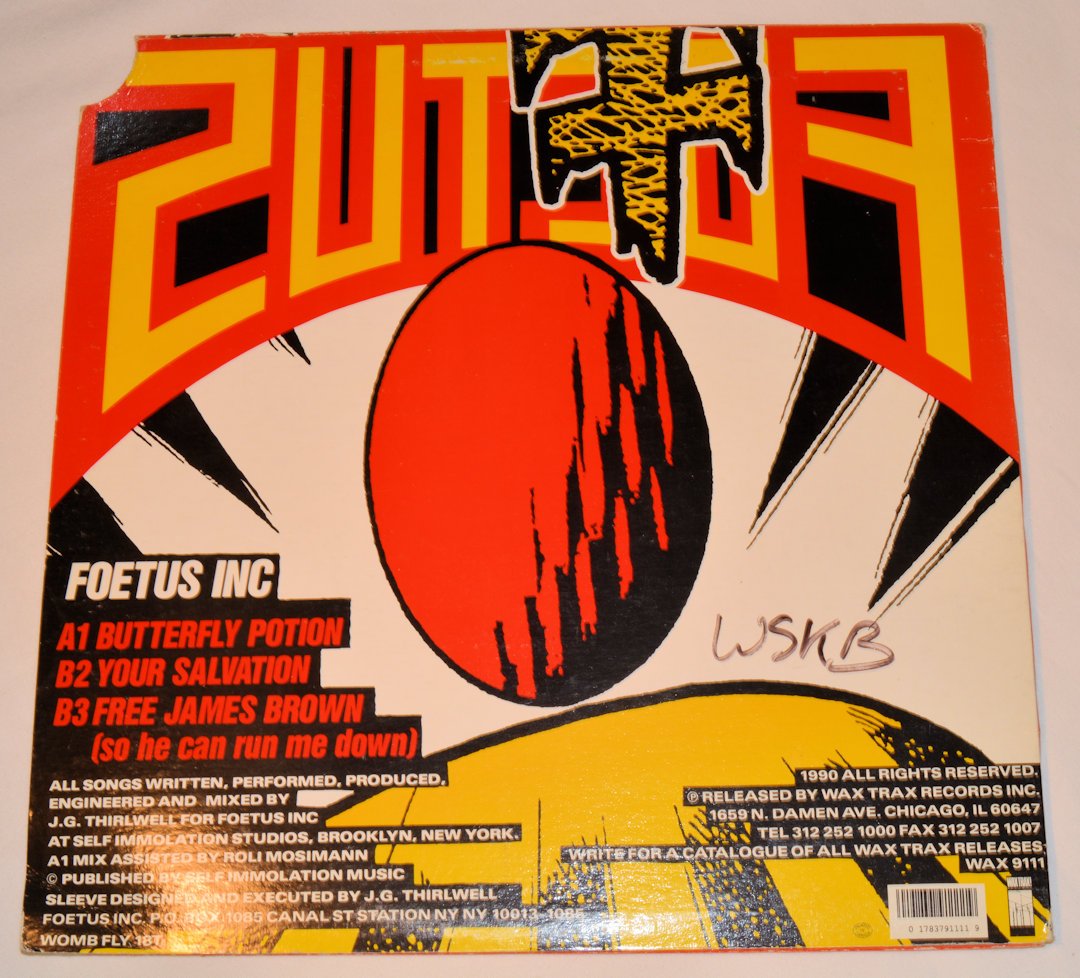 FOETUS
FOETUS INC
A1 BUTTERFLY POTION
B2 YOUR SALVATION
B3 FREE JAMES BROWN
(so he can run me down)
WSKB
ALL SONGS WRITTEN, PERFORMED, PRODUCED,
ENGINEERED AND MIXED BY
J.G. THIRLWELL FOR FOETUS INC
AT SELF IMMOLATION STUDIOS, BROOKLYN, NEW YORK.
A1 MIX ASSISTED BY ROLI MOSIMANN
© PUBLISHED BY SELF IMMOLATION MUSIC
SLEEVE DESIGNED AND EXECUTED BY J.G. THIRLWELL
FOETUS INC. P.O. BOX 1085 CANAL ST STATION NY NY 10013-1085
WOMB FLY 18T
1990 ALL RIGHTS RESERVED.
℗ RELEASED BY WAX TRAX RECORDS INC.
1659 N. DAMEN AVE. CHICAGO, IL 60647
TEL 312 252 1000 FAX 312 252 1007
WRITE FOR A CATALOGUE OF ALL WAX TRAX RELEASES
WAX 9111
WAX TRAX!
0 1783791111 9